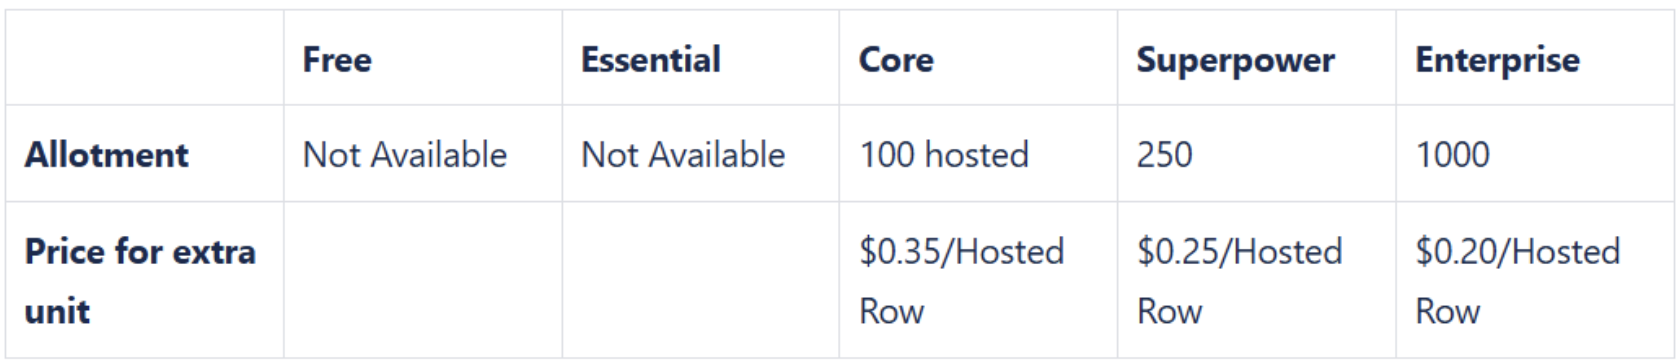 Free Essential Core Superpower Enterprise
Allotment Not Available Not Available 100 hosted 250 1000
Price for extra $0.35/Hosted $0.25/Hosted $0.20/Hosted
unit Row Row Row